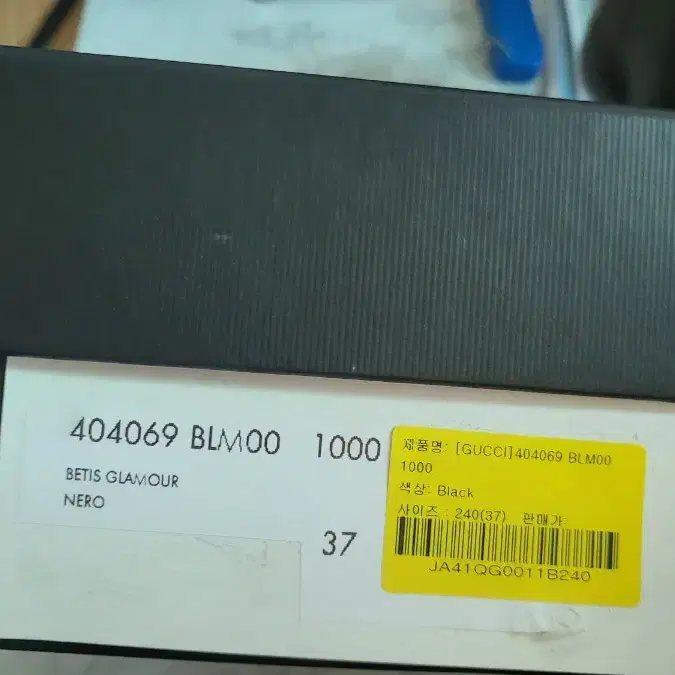 404069 BLM00 1000
BETIS GLAMOUR
NERO
37
제품명: [GUCCI]404069 BLM00
1000
색상: Black
사이즈 : 240(37) 판매가:
JA41QG0011B240